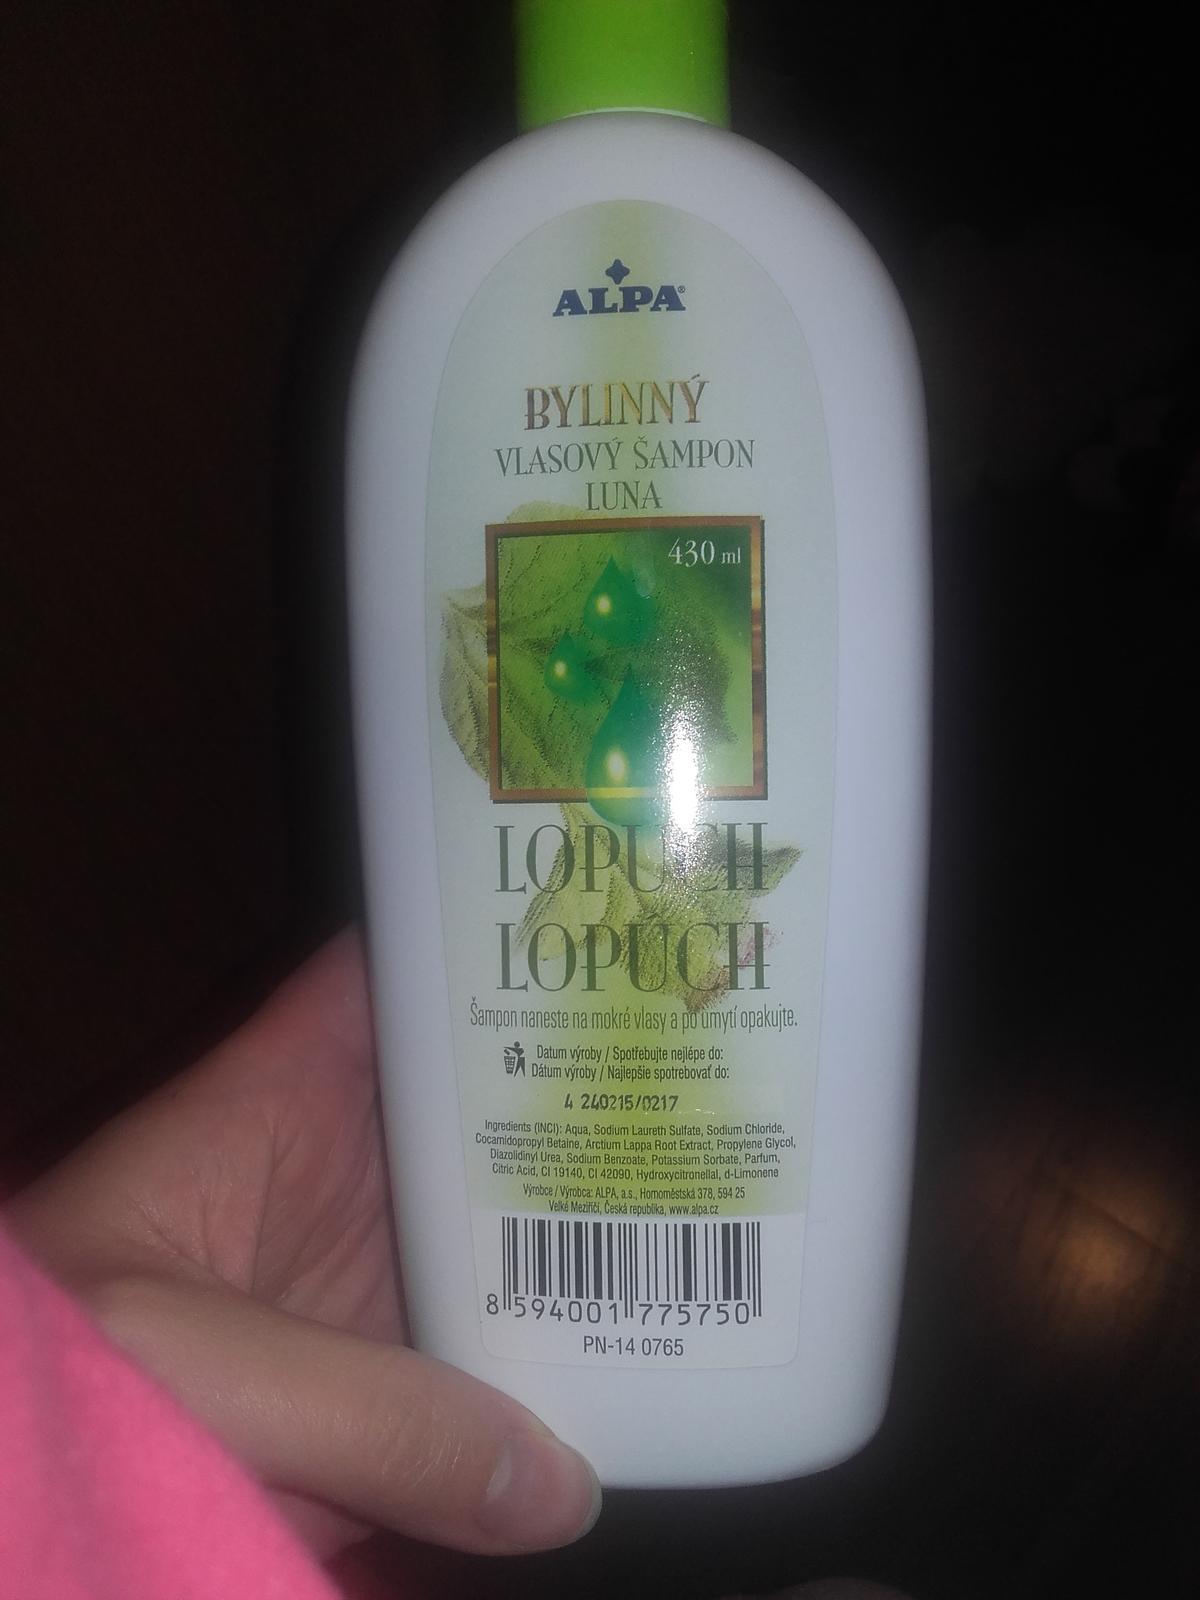 ALPA®
BYLINNÝ
VLASOVÝ ŠAMPON
LUNA
430 ml
LOPUCH
LOPÚCH
Šampon naneste na mokré vlasy a po umytí opakujte.
Datum výroby / Spotřebujte nejlépe do:
Dátum výroby / Najlepšie spotrebovať do:
4 240215/0217
Ingredients (INCI): Aqua, Sodium Laureth Sulfate, Sodium Chloride,
Cocamidopropyl Betaine, Arctium Lappa Root Extract, Propylene Glycol,
Diazolidinyl Urea, Sodium Benzoate, Potassium Sorbate, Parfum,
Citric Acid, CI 19140, CI 42090, Hydroxycitronellal, d-Limonene
Výrobce / Výrobca: ALPA, a.s., Hornoměstská 378, 594 25
Velké Meziříčí, Česká republika, www.alpa.cz
8 594001 775750
PN-14 0765